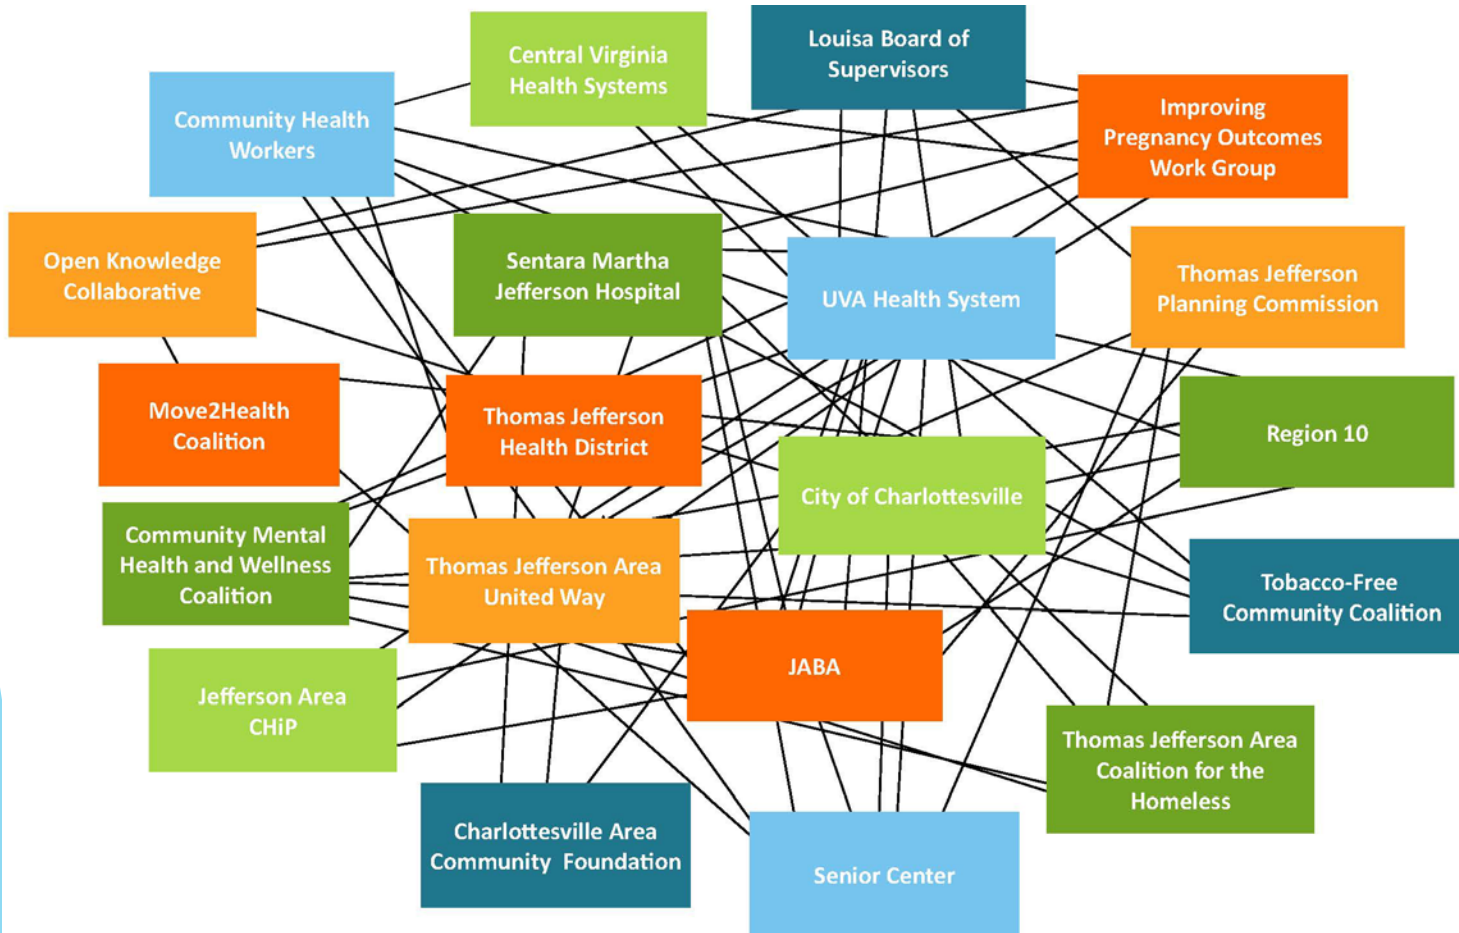 Central Virginia
Health Systems
Louisa Board of
Supervisors
Community Health
Workers
Improving
Pregnancy Outcomes
Work Group
Open Knowledge
Collaborative
Sentara Martha
Jefferson Hospital
UVA Health System
Thomas Jefferson
Planning Commission
Move2Health
Coalition
Thomas Jefferson
Health District
City of Charlottesville
Region 10
Community Mental
Health and Wellness
Coalition
Thomas Jefferson Area
United Way
Tobacco-Free
Community Coalition
Jefferson Area
CHiP
JABA
Thomas Jefferson Area
Coalition for the
Homeless
Charlottesville Area
Community Foundation
Senior Center